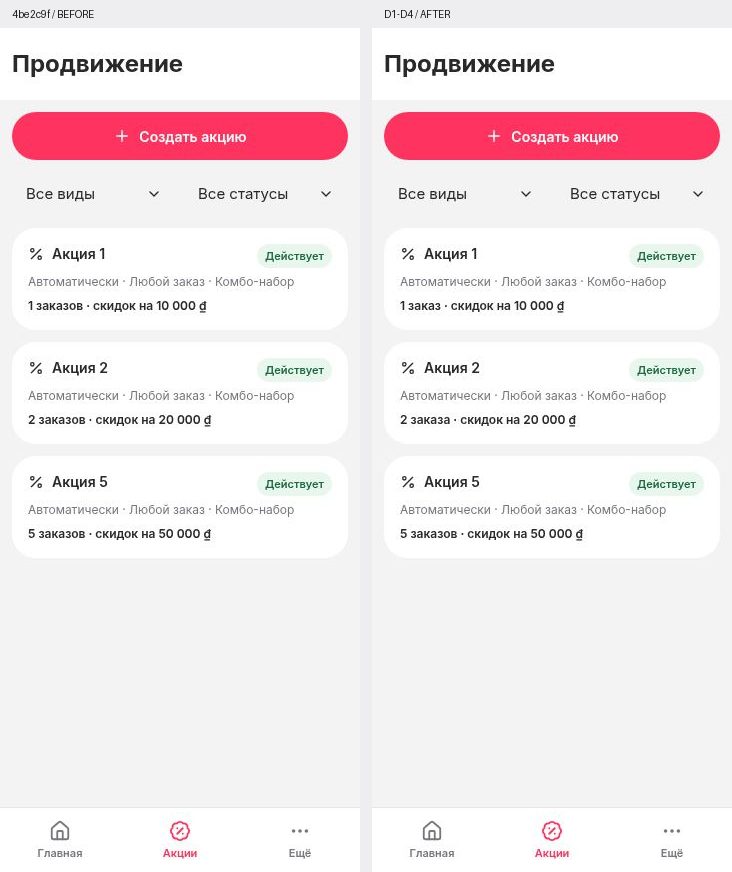 4be2c9f / BEFORE
Продвижение
+ Создать акцию
Все виды
Все статусы
% Акция 1
Действует
Автоматически · Любой заказ · Комбо-набор
1 заказов · скидок на 10 000 ₫
% Акция 2
Действует
Автоматически · Любой заказ · Комбо-набор
2 заказов · скидок на 20 000 ₫
% Акция 5
Действует
Автоматически · Любой заказ · Комбо-набор
5 заказов · скидок на 50 000 ₫
Главная
Акции
Ещё
D1-D4 / AFTER
Продвижение
+ Создать акцию
Все виды
Все статусы
% Акция 1
Действует
Автоматически · Любой заказ · Комбо-набор
1 заказ · скидок на 10 000 ₫
% Акция 2
Действует
Автоматически · Любой заказ · Комбо-набор
2 заказа · скидок на 20 000 ₫
% Акция 5
Действует
Автоматически · Любой заказ · Комбо-набор
5 заказов · скидок на 50 000 ₫
Главная
Акции
Ещё